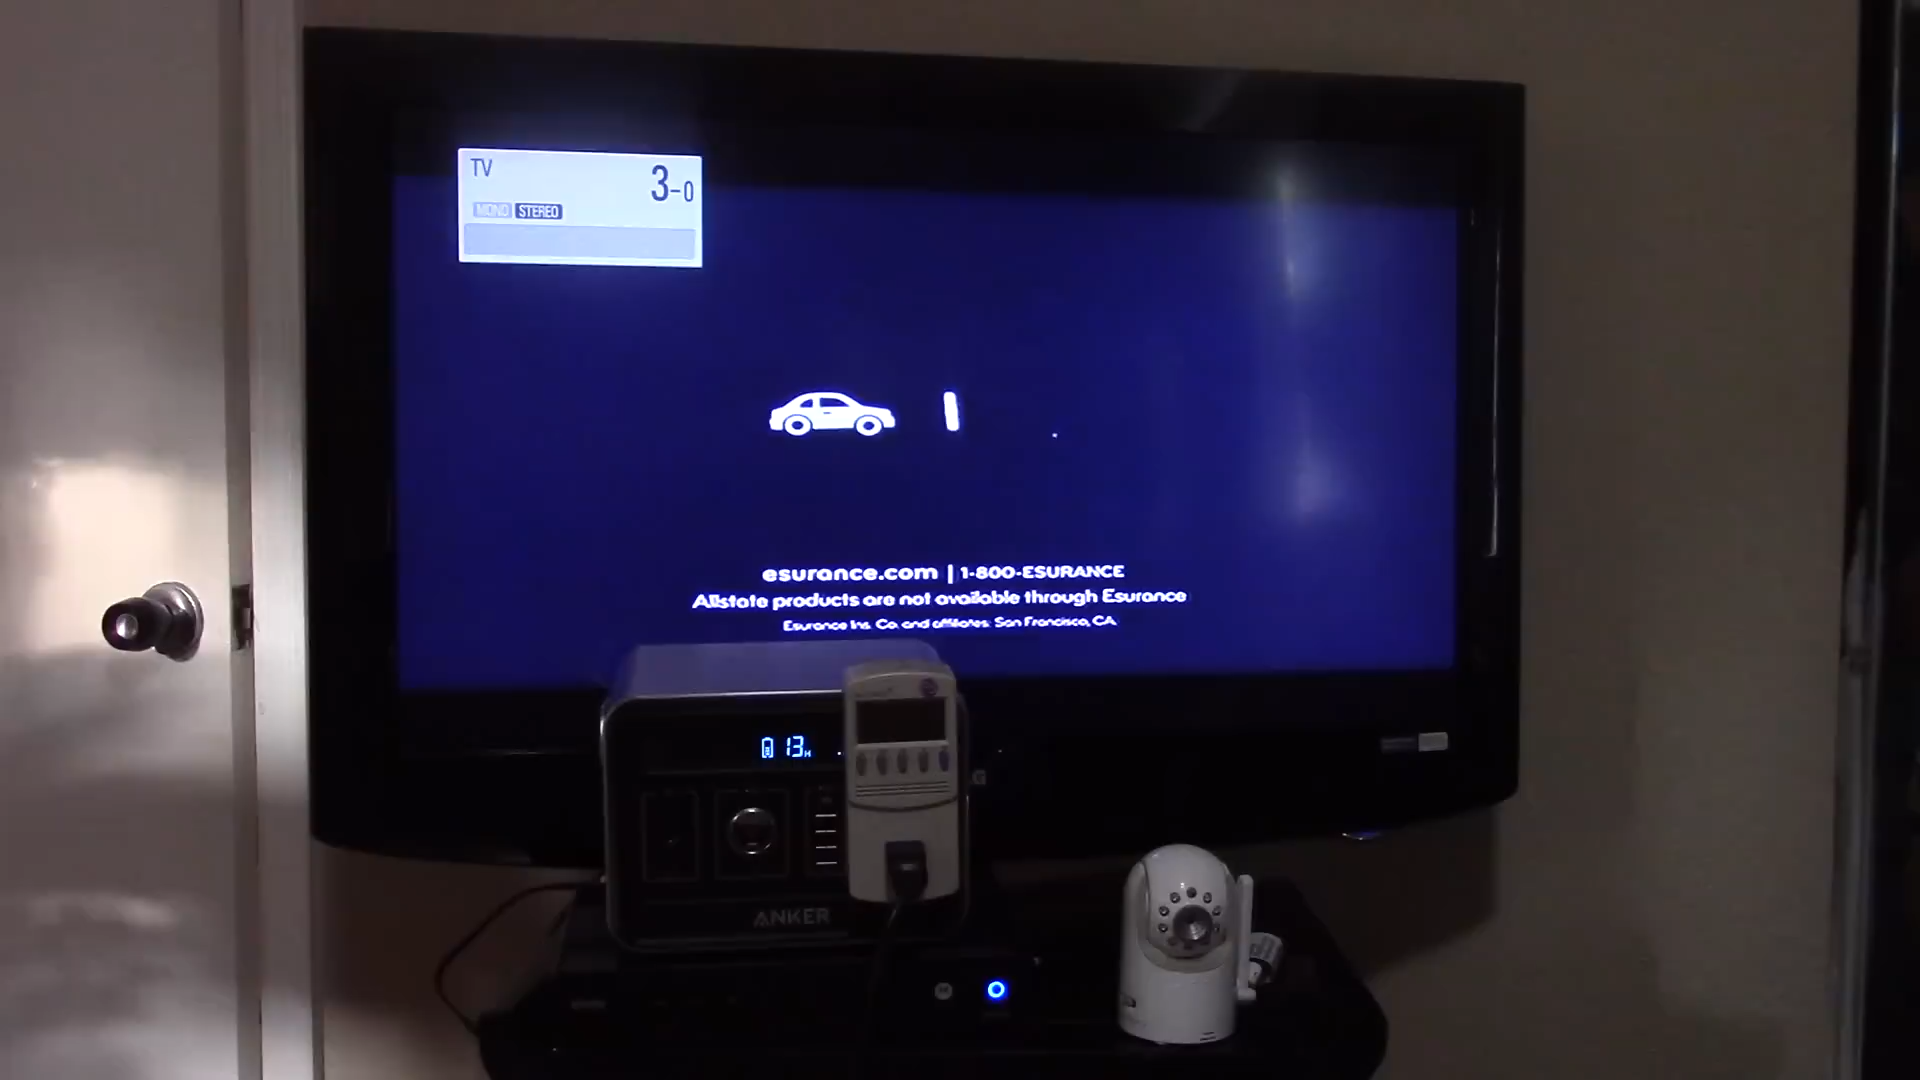 TV
3-0
MONO STEREO
esurance.com | 1-800-ESURANCE
Allstate products are not available through Esurance
Esurance Ins. Co. and affiliates: San Francisco, CA
13H
ANKER